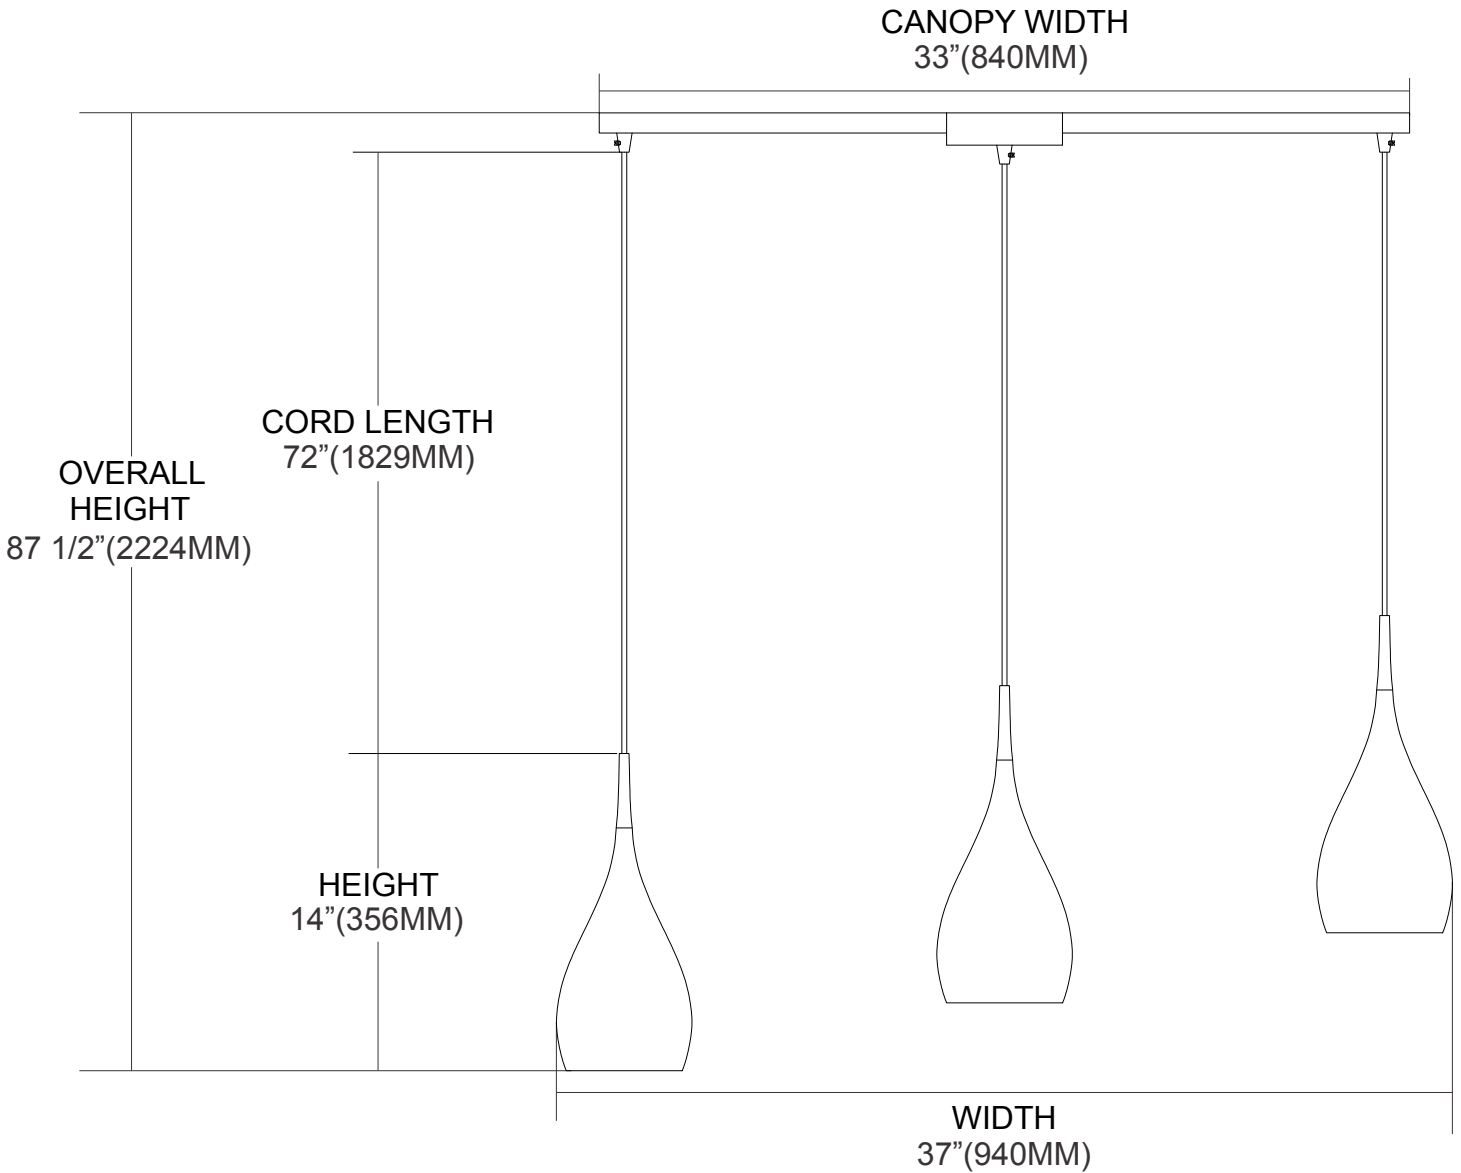 CANOPY WIDTH
33”(840MM)
CORD LENGTH
72”(1829MM)
OVERALL
HEIGHT
87 1/2”(2224MM)
HEIGHT
14”(356MM)
WIDTH
37”(940MM)